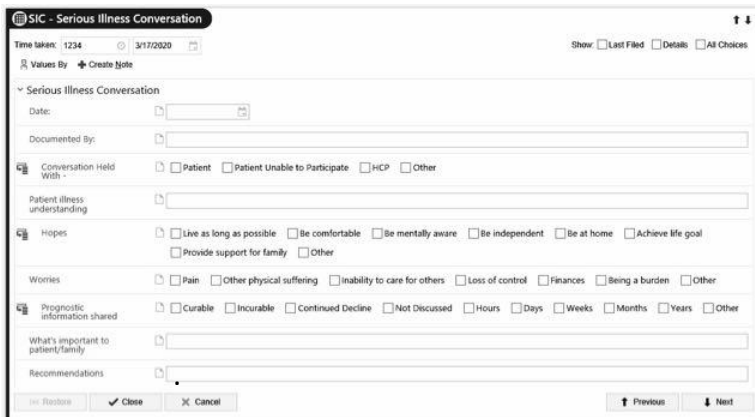 SIC - Serious Illness Conversation
Time taken: 1234 3/17/2020 Show: Last Filed Details All Choices
Values By Create Note
Serious Illness Conversation
Date:
Documented By:
Conversation Held With - Patient Patient Unable to Participate HCP Other
Patient illness understanding
Hopes Live as long as possible Be comfortable Be mentally aware Be independent Be at home Achieve life goal
Provide support for family Other
Worries Pain Other physical suffering Inability to care for others Loss of control Finances Being a burden Other
Prognostic information shared Curable Incurable Continued Decline Not Discussed Hours Days Weeks Months Years Other
What's important to patient/family
Recommendations
Restore Close Cancel Previous Next